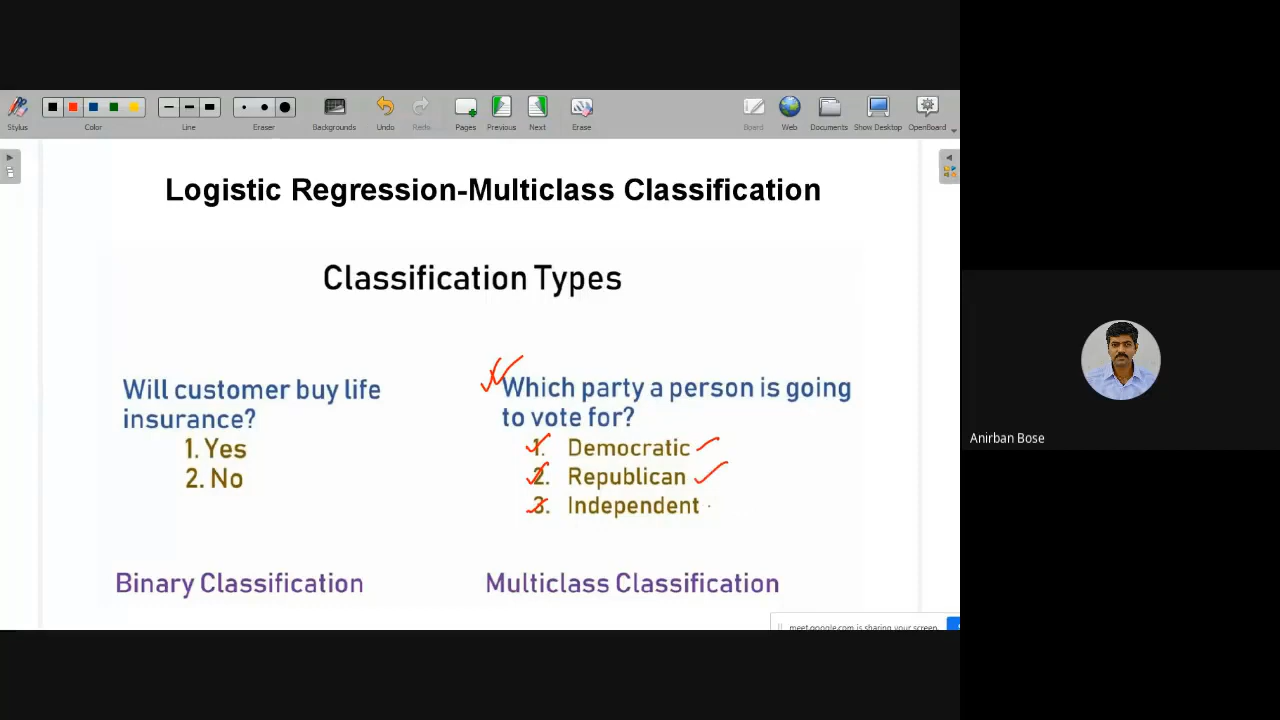 Stylus
Color
Line
Eraser
Backgrounds
Undo
Redo
Pages
Previous
Next
Erase
Board
Web
Documents
Show Desktop
OpenBoard
Logistic Regression-Multiclass Classification
Classification Types
Will customer buy life
insurance?
1. Yes
2. No
Binary Classification
Which party a person is going
to vote for?
1. Democratic
2. Republican
3. Independent
Multiclass Classification
meet.google.com is sharing your screen.
Anirban Bose